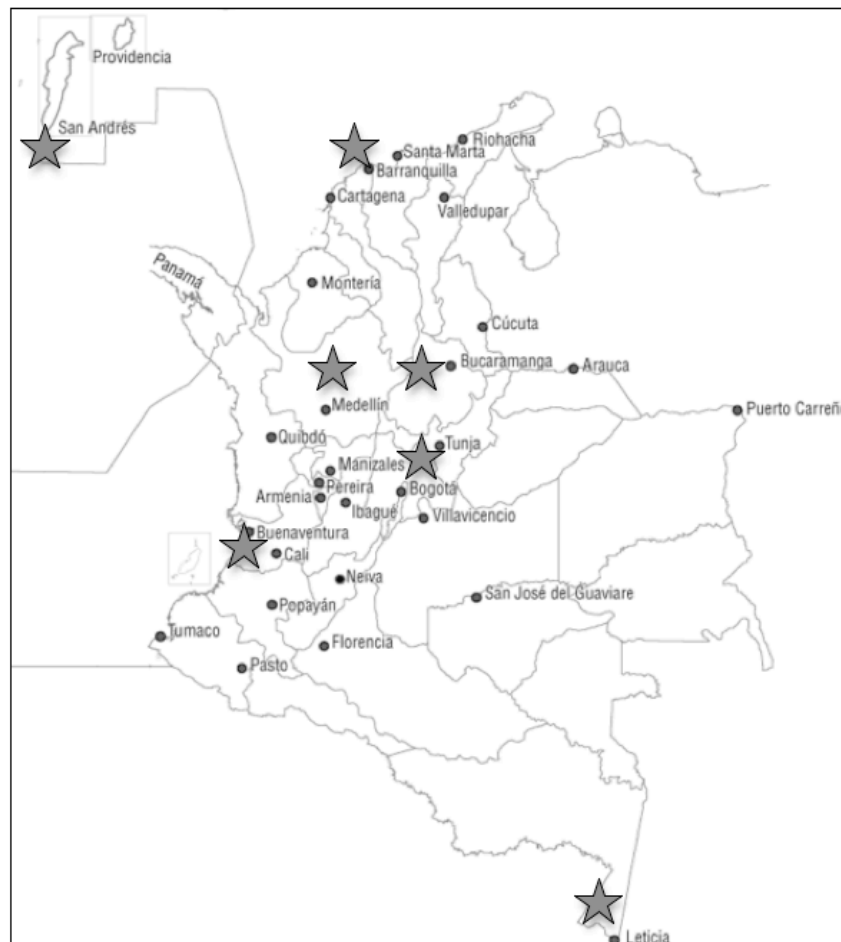 Providencia
San Andrés
Riohacha
Santa Marta
Barranquilla
Cartagena
Valledupar
Panamá
Montería
Cúcuta
Bucaramanga
Arauca
Medellín
Puerto Carreñ
Quibdó
Tunja
Manizales
Pereira
Bogotá
Armenia
Ibagué
Villavicencio
Buenaventura
Cali
Neiva
San José del Guaviare
Popayán
Tumaco
Florencia
Pasto
Leticia